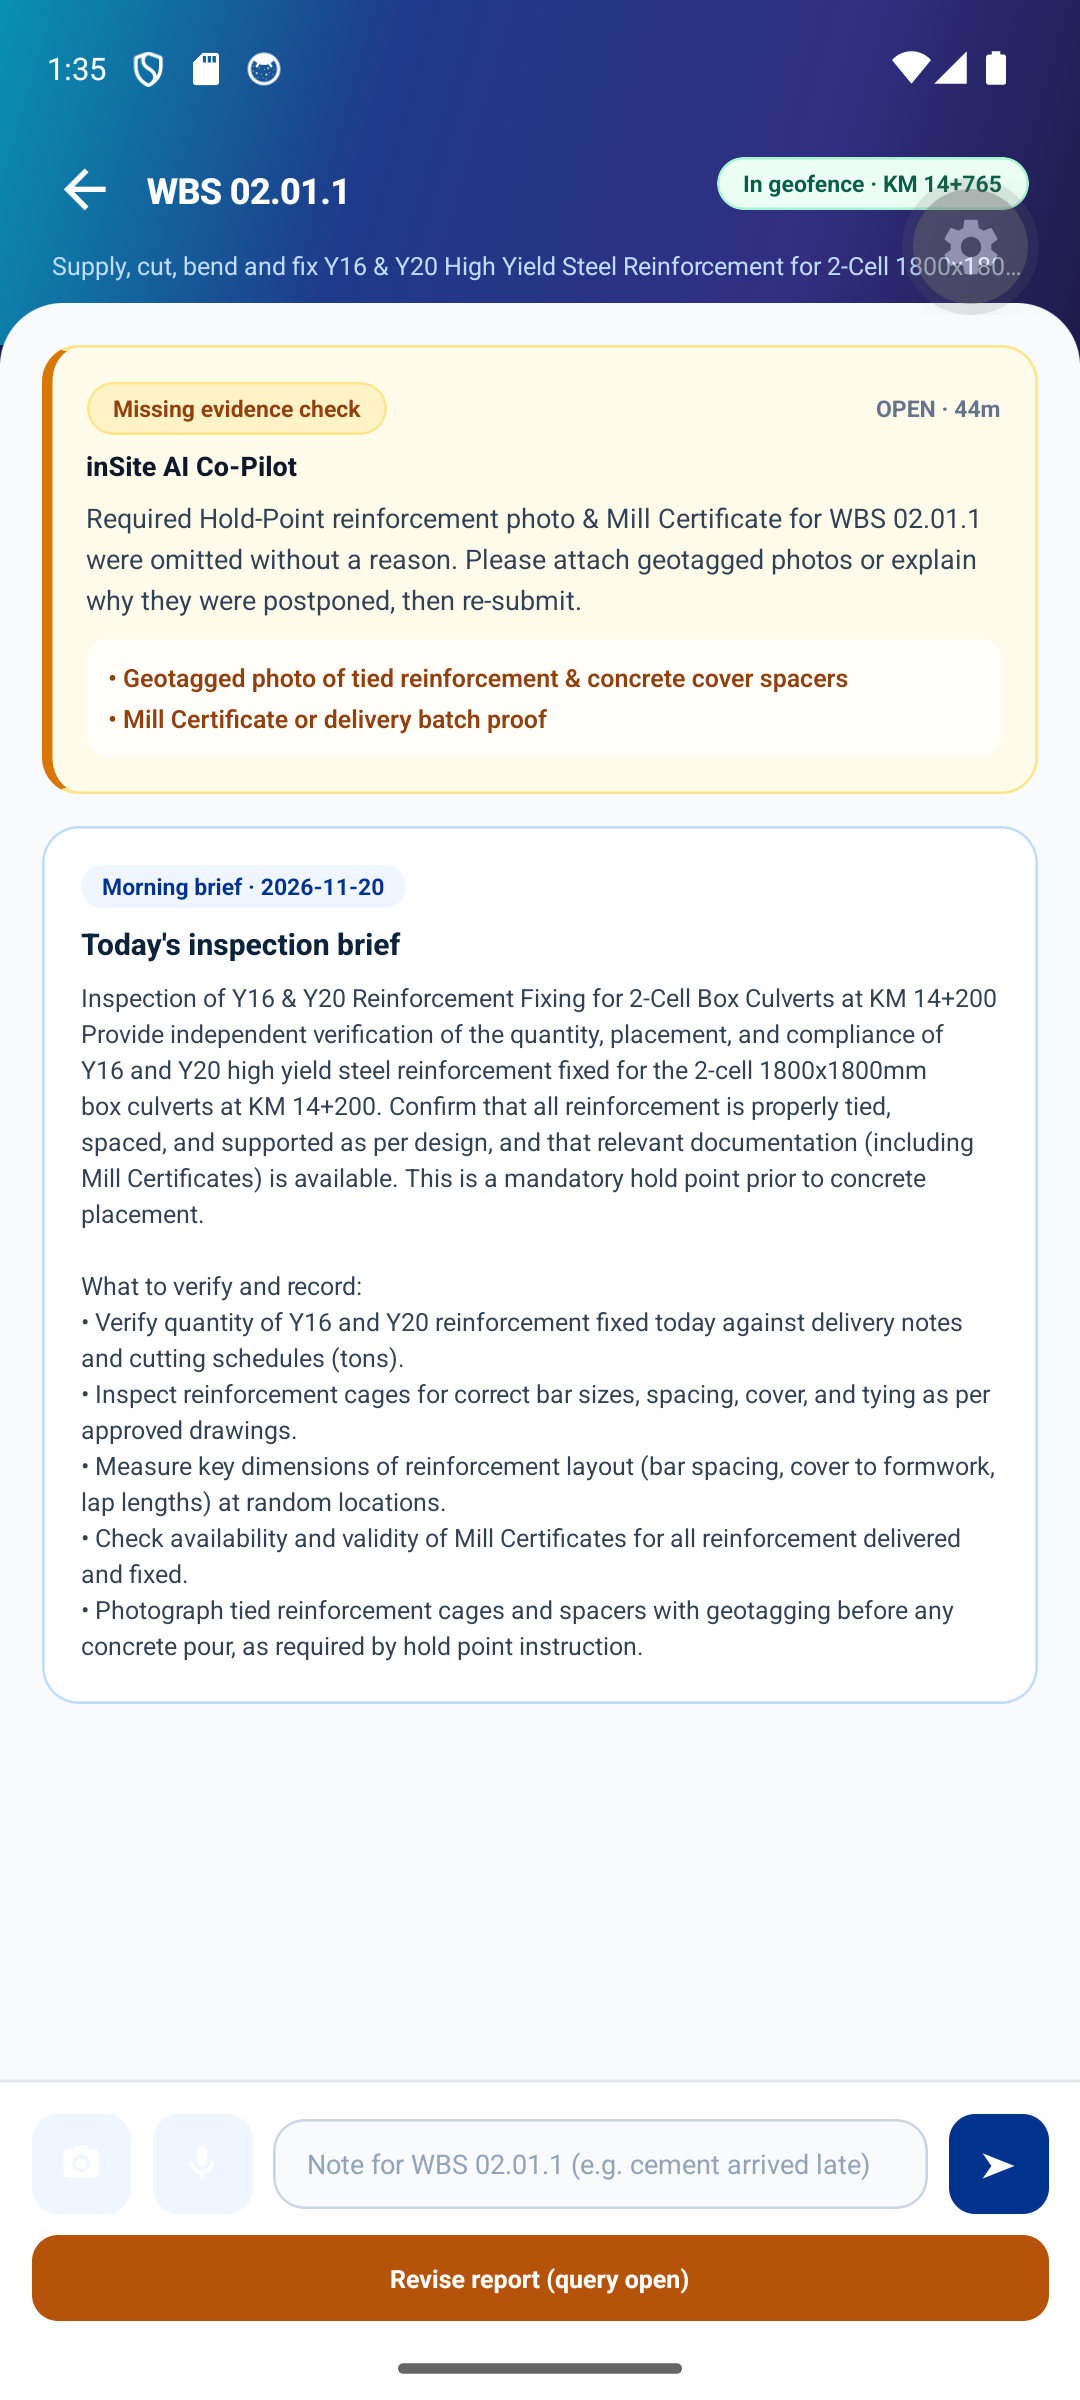 1:35
WBS 02.01.1
In geofence · KM 14+765
Supply, cut, bend and fix Y16 & Y20 High Yield Steel Reinforcement for 2-Cell 1800x180...
Missing evidence check
OPEN · 44m
inSite AI Co-Pilot
Required Hold-Point reinforcement photo & Mill Certificate for WBS 02.01.1
were omitted without a reason. Please attach geotagged photos or explain
why they were postponed, then re-submit.
• Geotagged photo of tied reinforcement & concrete cover spacers
• Mill Certificate or delivery batch proof
Morning brief · 2026-11-20
Today's inspection brief
Inspection of Y16 & Y20 Reinforcement Fixing for 2-Cell Box Culverts at KM 14+200
Provide independent verification of the quantity, placement, and compliance of
Y16 and Y20 high yield steel reinforcement fixed for the 2-cell 1800x1800mm
box culverts at KM 14+200. Confirm that all reinforcement is properly tied,
spaced, and supported as per design, and that relevant documentation (including
Mill Certificates) is available. This is a mandatory hold point prior to concrete
placement.
What to verify and record:
• Verify quantity of Y16 and Y20 reinforcement fixed today against delivery notes
and cutting schedules (tons).
• Inspect reinforcement cages for correct bar sizes, spacing, cover, and tying as per
approved drawings.
• Measure key dimensions of reinforcement layout (bar spacing, cover to formwork,
lap lengths) at random locations.
• Check availability and validity of Mill Certificates for all reinforcement delivered
and fixed.
• Photograph tied reinforcement cages and spacers with geotagging before any
concrete pour, as required by hold point instruction.
Note for WBS 02.01.1 (e.g. cement arrived late)
Revise report (query open)